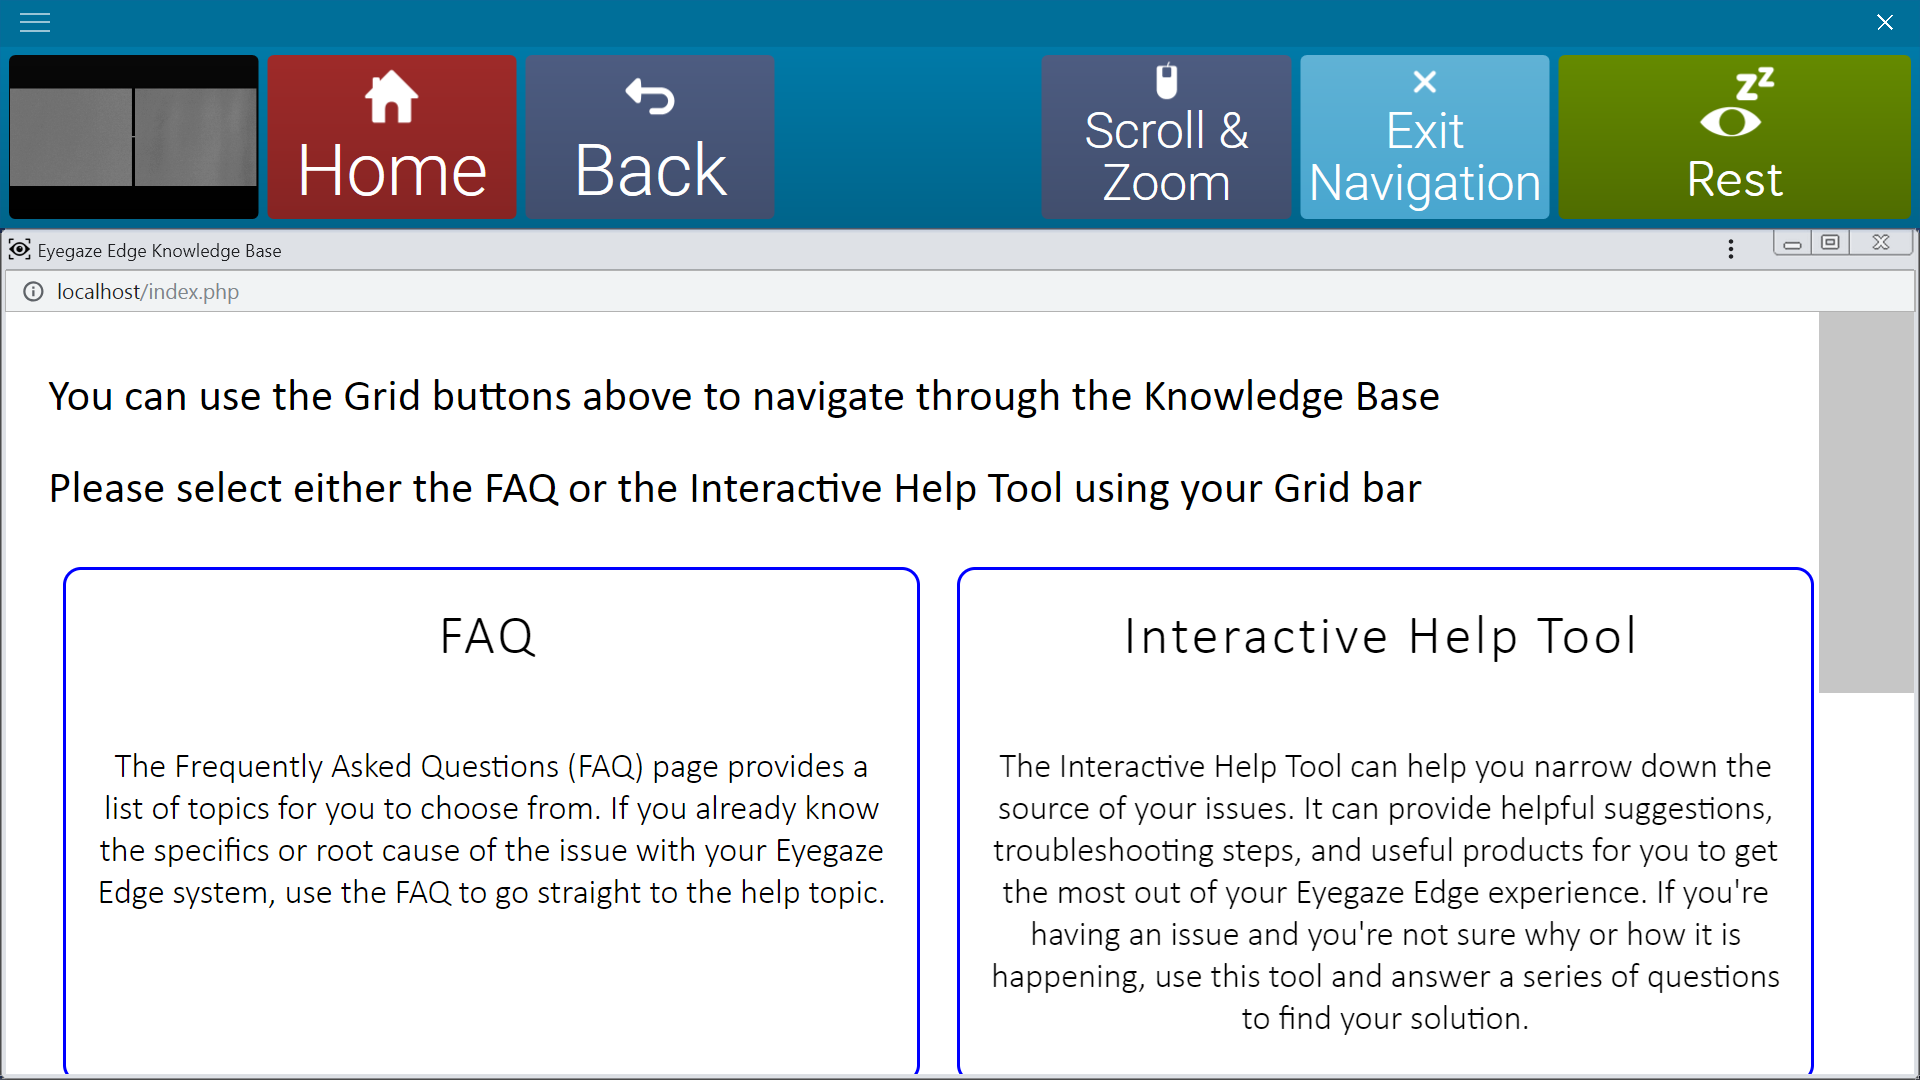 Home
Back
Scroll &
Zoom
Exit
Navigation
zz
Rest
Eyegaze Edge Knowledge Base
localhost/index.php
You can use the Grid buttons above to navigate through the Knowledge Base
Please select either the FAQ or the Interactive Help Tool using your Grid bar
FAQ
The Frequently Asked Questions (FAQ) page provides a
list of topics for you to choose from. If you already know
the specifics or root cause of the issue with your Eyegaze
Edge system, use the FAQ to go straight to the help topic.
Interactive Help Tool
The Interactive Help Tool can help you narrow down the
source of your issues. It can provide helpful suggestions,
troubleshooting steps, and useful products for you to get
the most out of your Eyegaze Edge experience. If you're
having an issue and you're not sure why or how it is
happening, use this tool and answer a series of questions
to find your solution.